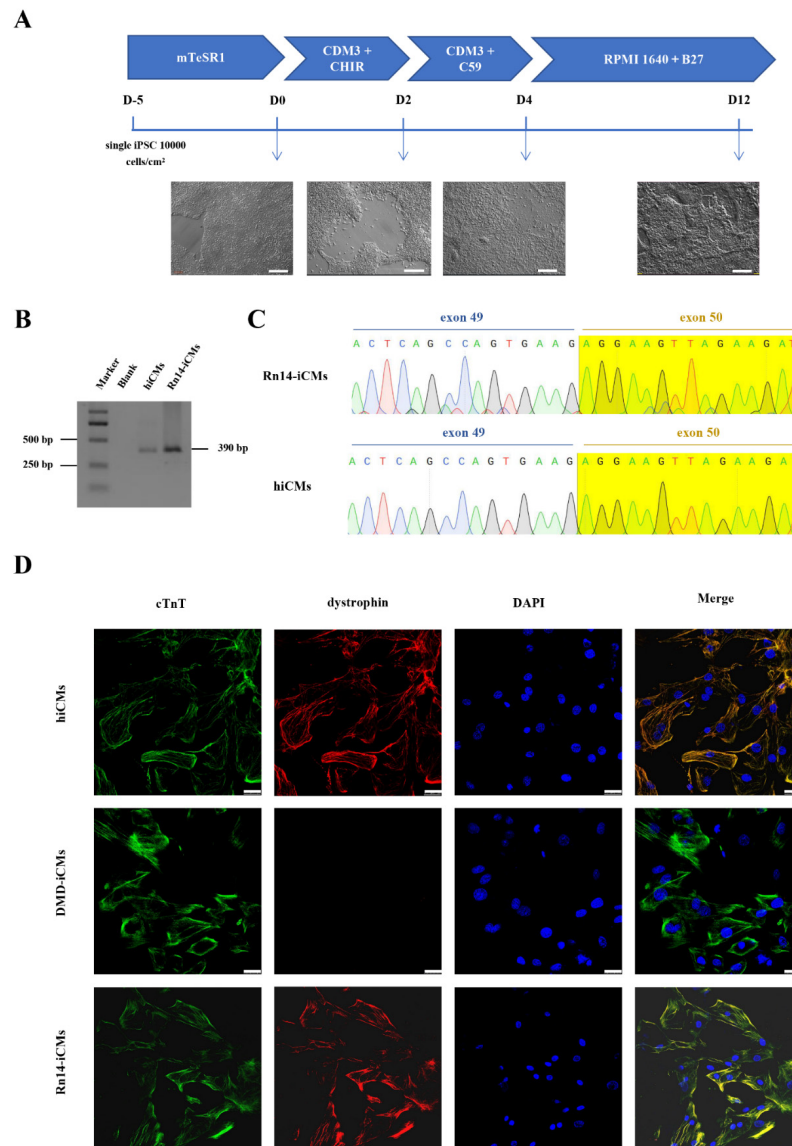 A
mTeSR1
CDM3 +
CHIR
CDM3 +
C59
RPMI 1640 + B27
D-5
D0
D2
D4
D12
single iPSC 10000
cells/cm²
B
Marker
Blank
hiCMs
Rn14-iCMs
500 bp
250 bp
390 bp
C
exon 49
exon 50
A C T C A G C C A G T G A A G A G G A A G T T A G A A G A T
Rn14-iCMs
exon 49
exon 50
A C T C A G C C A G T G A A G A G G A A G T T A G A A G A
hiCMs
D
cTnT
dystrophin
DAPI
Merge
hiCMs
DMD-iCMs
Rn14-iCMs